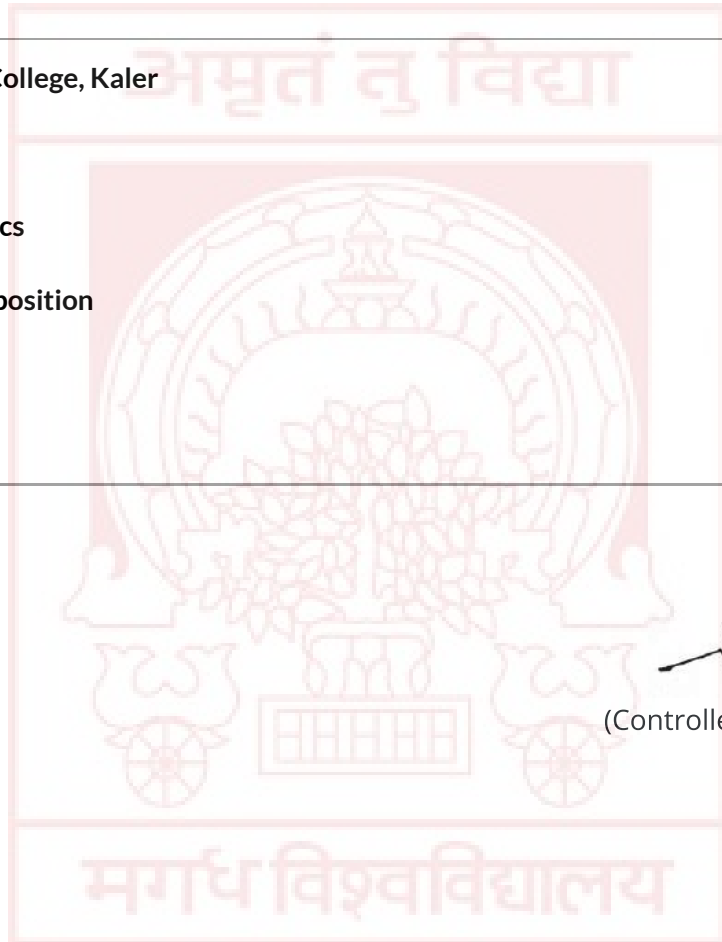 अमृतं तु विद्या
College, Kaler
cs
position
(Controlle
मगध विश्वविद्यालय